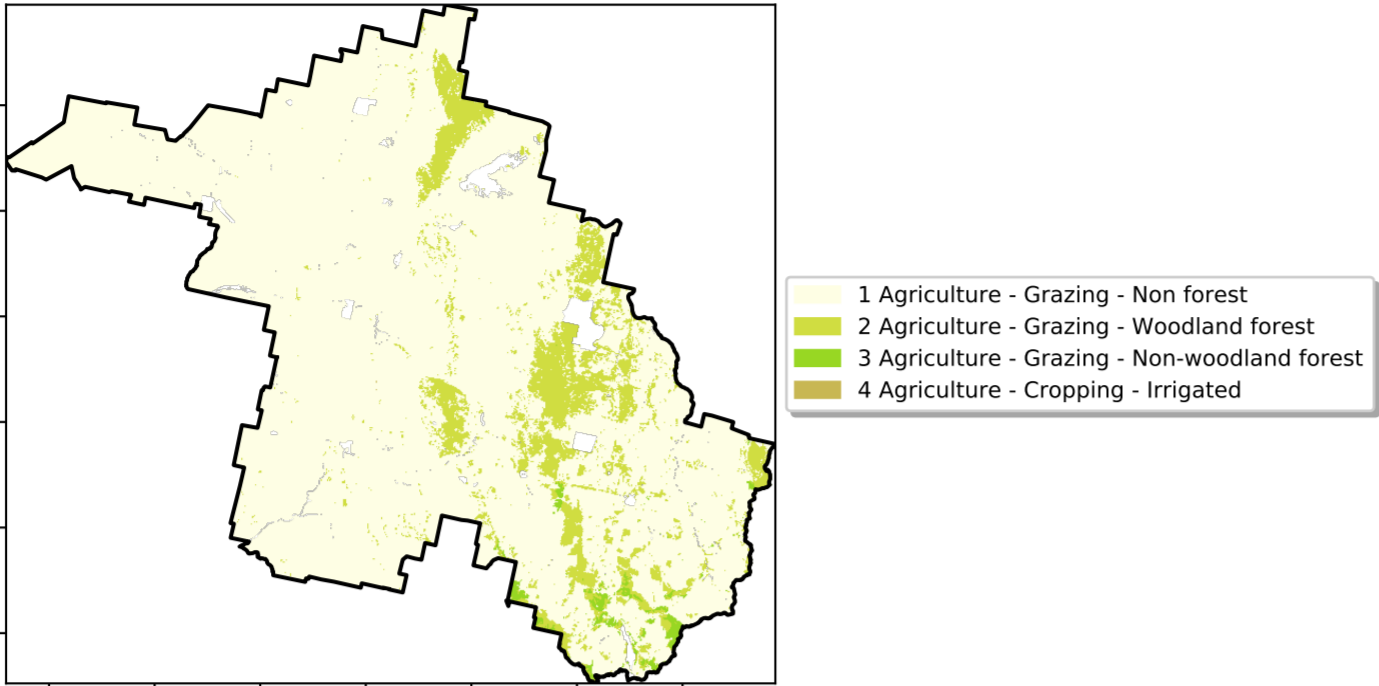 1 Agriculture - Grazing - Non forest
2 Agriculture - Grazing - Woodland forest
3 Agriculture - Grazing - Non-woodland forest
4 Agriculture - Cropping - Irrigated